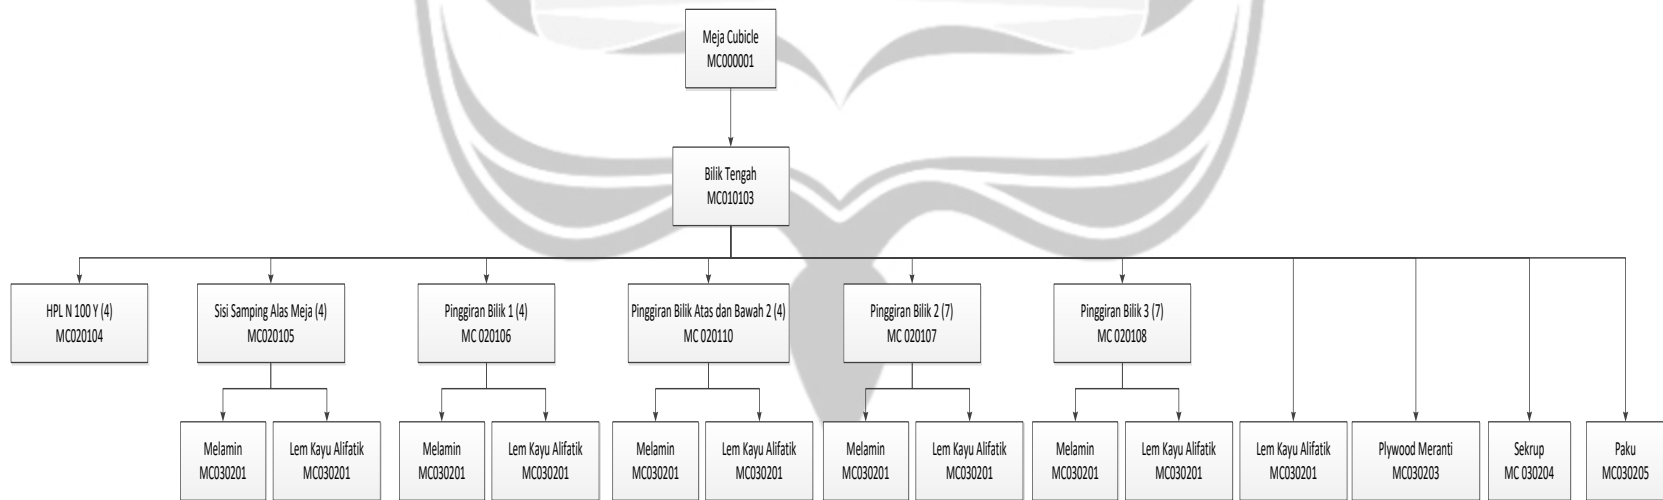 Meja Cubicle
MC000001
Bilik Tengah
MC010103
HPL N 100 Y (4)
MC020104
Sisi Samping Alas Meja (4)
MC020105
Pinggiran Bilik 1 (4)
MC 020106
Pinggiran Bilik Atas dan Bawah 2 (4)
MC 020110
Pinggiran Bilik 2 (7)
MC 020107
Pinggiran Bilik 3 (7)
MC 020108
Melamin
MC030201
Lem Kayu Alifatik
MC030201
Melamin
MC030201
Lem Kayu Alifatik
MC030201
Melamin
MC030201
Lem Kayu Alifatik
MC030201
Melamin
MC030201
Lem Kayu Alifatik
MC030201
Melamin
MC030201
Lem Kayu Alifatik
MC030201
Lem Kayu Alifatik
MC030201
Plywood Meranti
MC030203
Sekrup
MC 030204
Paku
MC030205